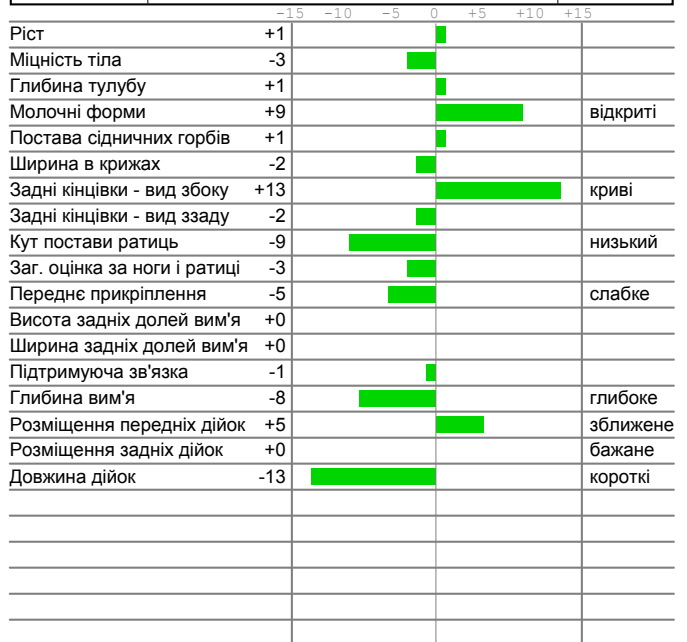 -15 -10 -5 0 +5 +10 +15
Ріст +1
Міцність тіла -3
Глибина тулубу +1
Молочні форми +9 відкриті
Постава сідничних горбів +1
Ширина в крижах -2
Задні кінцівки - вид збоку +13 криві
Задні кінцівки - вид ззаду -2
Кут постави ратиць -9 низький
Заг. оцінка за ноги і ратиці -3
Переднє прикріплення -5 слабке
Висота задніх долей вим'я +0
Ширина задніх долей вим'я +0
Підтримуюча зв'язка -1
Глибина вим'я -8 глибоке
Розміщення передніх дійок +5 зближене
Розміщення задніх дійок +0 бажане
Довжина дійок -13 короткі